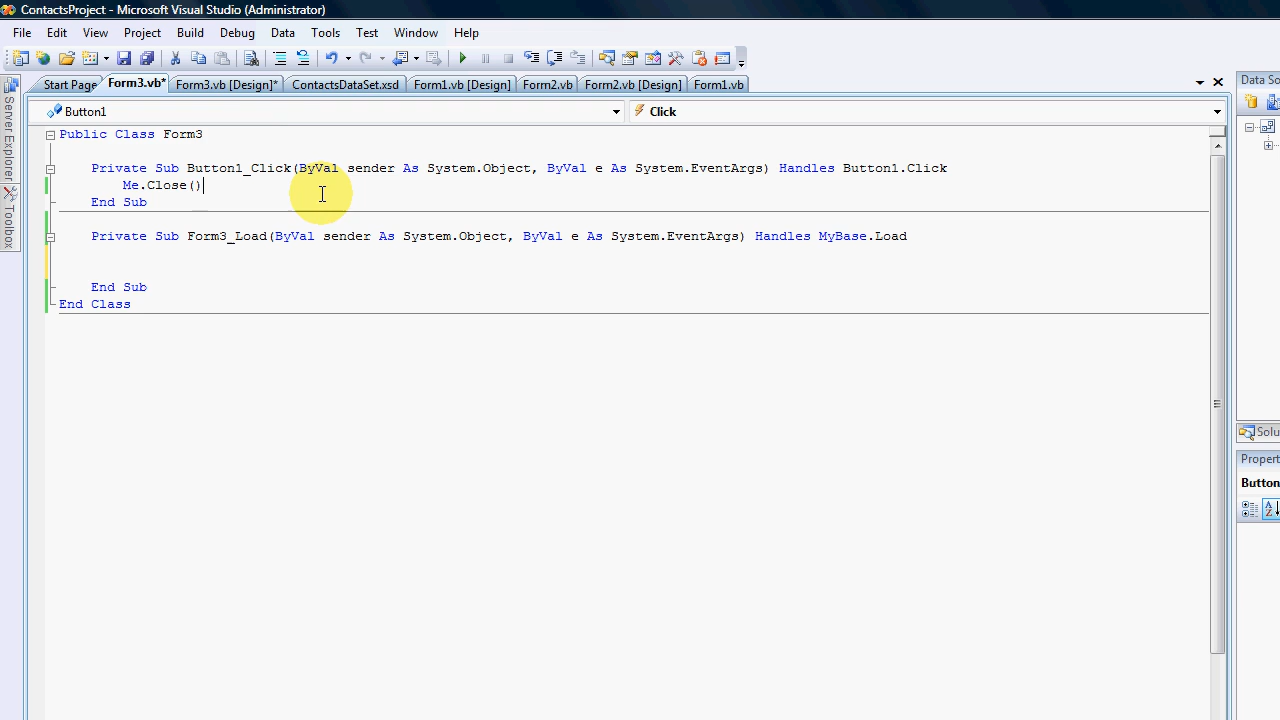 ContactsProject - Microsoft Visual Studio (Administrator)
File Edit View Project Build Debug Data Tools Test Window Help
Start Page Form3.vb* Form3.vb [Design]* ContactsDataSet.xsd Form1.vb [Design] Form2.vb Form2.vb [Design] Form1.vb
Data So
Server Explorer
Toolbox
Button1 Click
Public Class Form3
Private Sub Button1_Click(ByVal sender As System.Object, ByVal e As System.EventArgs) Handles Button1.Click
Me.Close()
End Sub
Private Sub Form3_Load(ByVal sender As System.Object, ByVal e As System.EventArgs) Handles MyBase.Load
End Sub
End Class
Solu
Propert
Button